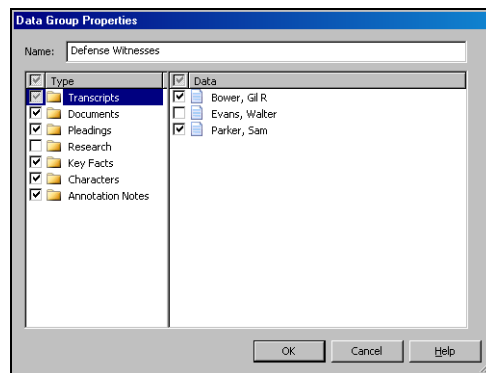 Data Group Properties
Name: Defense Witnesses
Type
Transcripts
Documents
Pleadings
Research
Key Facts
Characters
Annotation Notes
Data
Bower, Gil R
Evans, Walter
Parker, Sam
OK Cancel Help